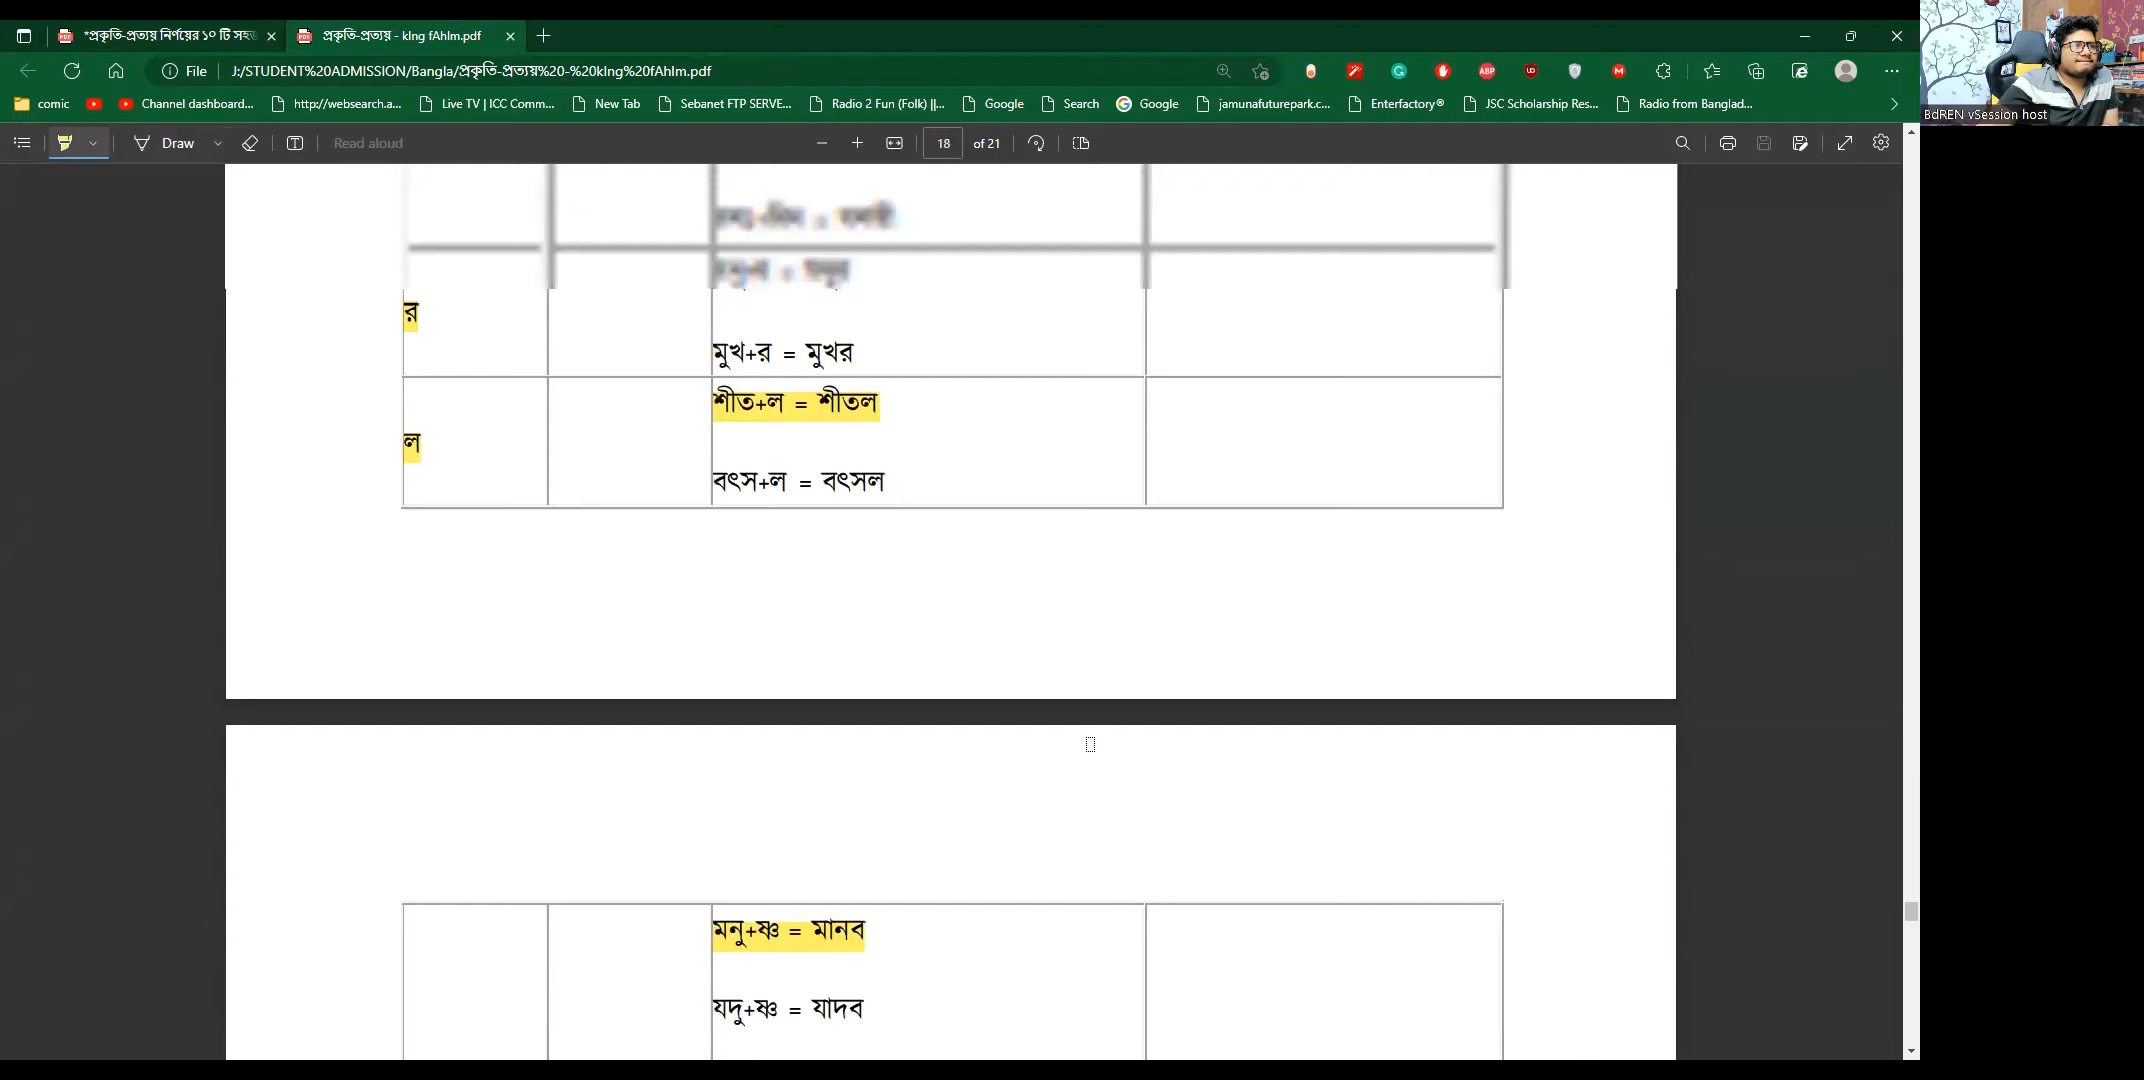 *প্রকৃতি-প্রত্যয় নির্ণয়ের ১০ টি সহজ
প্রকৃতি-প্রত্যয় - kIng fAhIm.pdf
File
J:/STUDENT%20ADMISSION/Bangla/প্রকৃতি-প্রত্যয়%20-%20kIng%20fAhIm.pdf
comic
Channel dashboard...
http://websearch.a...
Live TV | ICC Comm...
New Tab
Sebanet FTP SERVE...
Radio 2 Fun (Folk) ||...
Google
Search
Google
jamunafuturepark.c...
Enterfactory®
JSC Scholarship Res...
Radio from Banglad...
BdREN vSession host
Draw
Read aloud
18 of 21
র
মুখ+র = মুখর
শীত+ল = শীতল
ল
বৎস+ল = বৎসল
মনু+ষ্ণ = মানব
যদু+ষ্ণ = যাদব